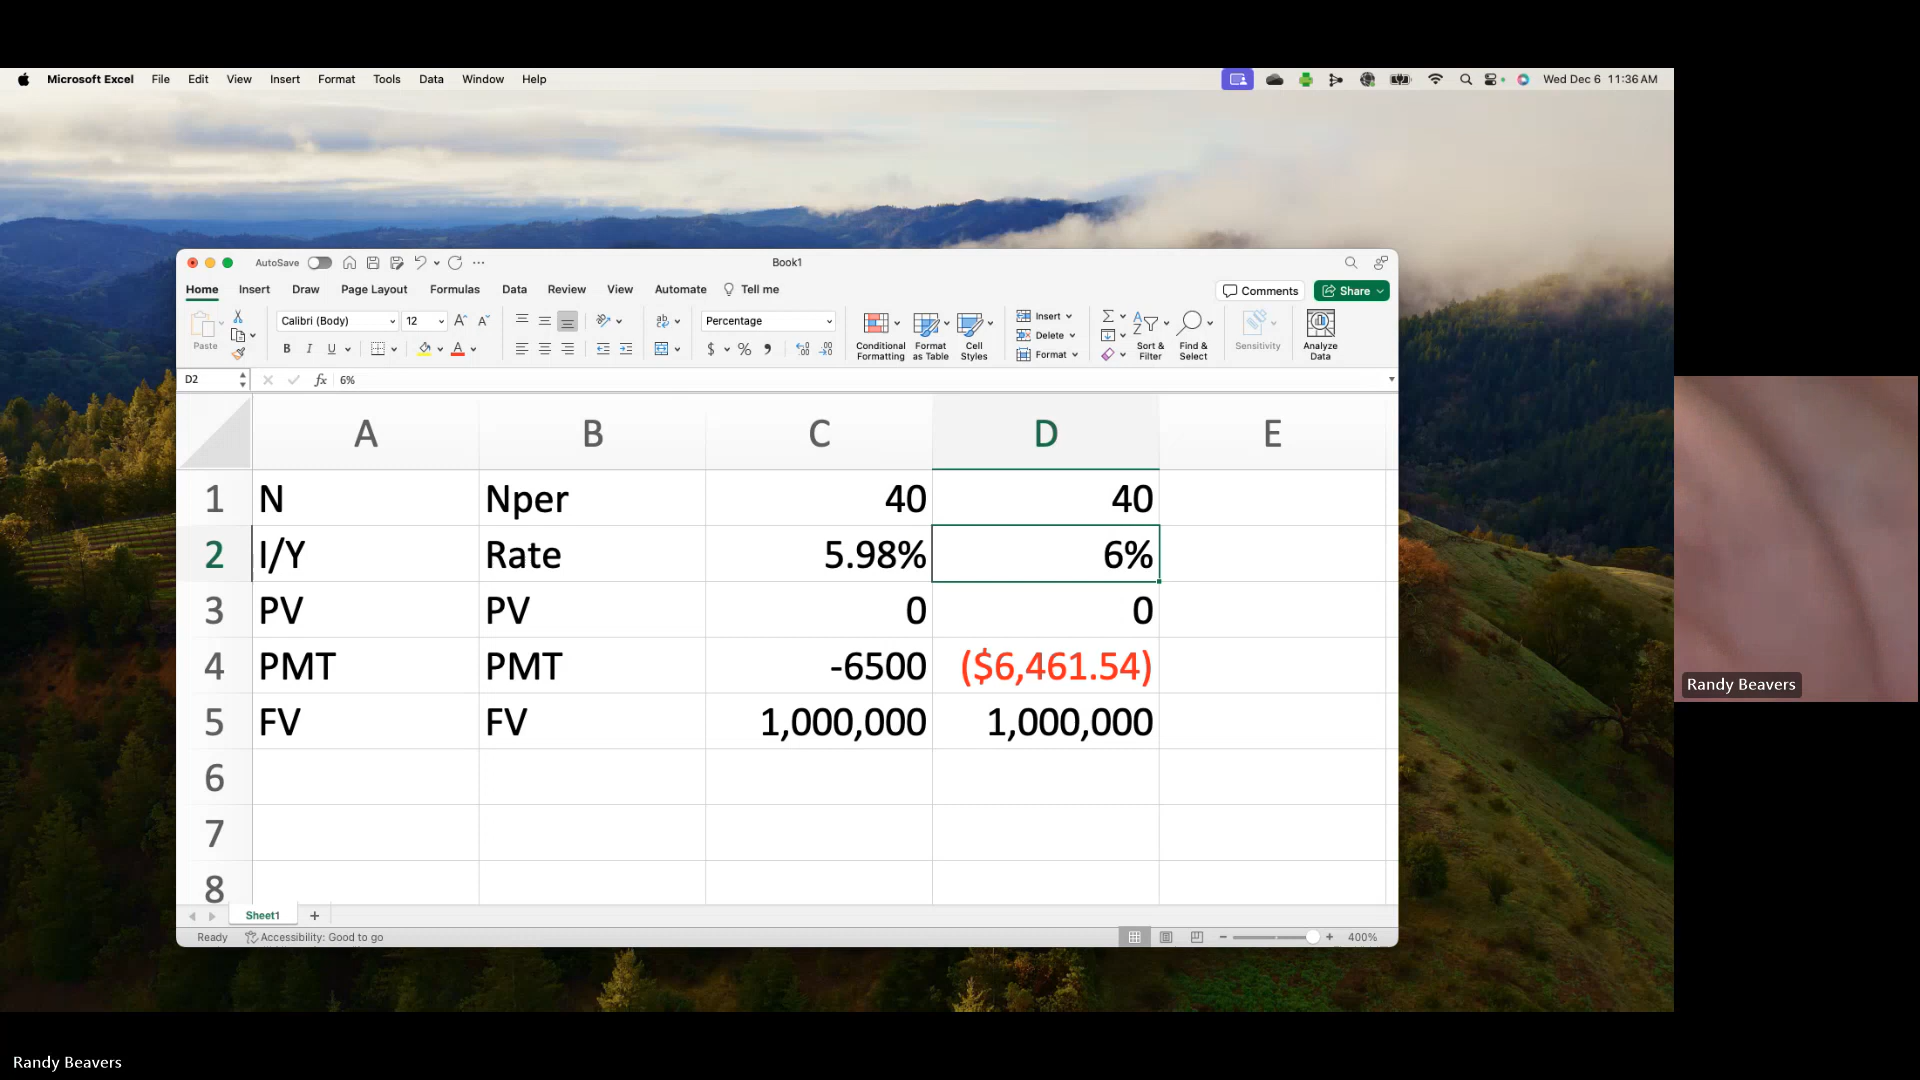 Microsoft Excel File Edit View Insert Format Tools Data Window Help
Wed Dec 6 11:36 AM
AutoSave
Book1
Home Insert Draw Page Layout Formulas Data Review View Automate Tell me
Comments Share
Paste
Calibri (Body) 12
B I U
Percentage
$ % 9
Conditional Formatting
Format as Table
Cell Styles
Insert
Delete
Format
Sort & Filter
Find & Select
Sensitivity
Analyze Data
D2 fx 6%
A B C D E
1 N Nper 40 40
2 I/Y Rate 5.98% 6%
3 PV PV 0 0
4 PMT PMT -6500 ($6,461.54)
5 FV FV 1,000,000 1,000,000
6
7
8
Sheet1 +
Ready Accessibility: Good to go
400%
Randy Beavers
Randy Beavers